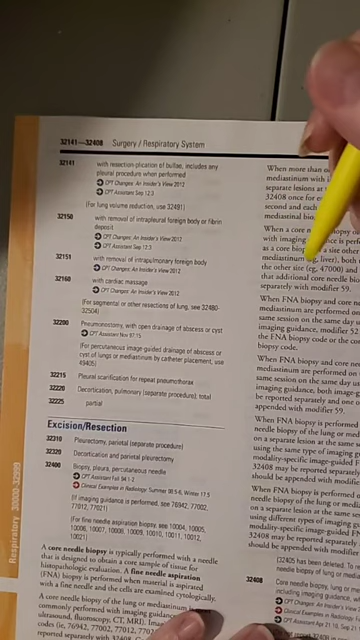 32141—32408 Surgery / Respiratory System
32141 with resection-plication of bullae, includes any
pleural procedure when performed
CPT Changes: An Insider's View 2012
CPT Assistant Sep 12:3
(For lung volume reduction, use 32491)
32150 with removal of intrapleural foreign body or fibrin
deposit
CPT Changes: An Insider's View 2012
CPT Assistant Sep 12:3
32151 with removal of intrapulmonary foreign body
CPT Changes: An Insider's View 2012
32160 with cardiac massage
CPT Changes: An Insider's View 2012
(For segmental or other resections of lung, see 32480-
32504)
32200 Pneumonostomy, with open drainage of abscess or cyst
CPT Assistant Nov 97:15
(For percutaneous image-guided drainage of abscess or
cyst of lungs or mediastinum by catheter placement, use
49405)
32215 Pleural scarification for repeat pneumothorax
32220 Decortication, pulmonary (separate procedure); total
32225 partial
Excision/Resection
32310 Pleurectomy, parietal (separate procedure)
32320 Decortication and parietal pleurectomy
32400 Biopsy, pleura, percutaneous needle
CPT Assistant Fall 94:1-2
Clinical Examples in Radiology Summer
(If imaging guidance is performed, see 76942, 77002,
77012, 77021)
(For fine needle aspiration biopsy, see 10004, 10005,
10006, 10007, 10008, 10009, 10010, 10011, 10012,
10021)
A core needle biopsy is typically performed with a needle
that is designed to obtain a core sample of tissue for
histopathologic evaluation. A fine needle aspiration
(FNA) biopsy is performed when material is aspirated
with a fine needle and the cells are examined cytologically.
A core needle biopsy of the lung or mediastinum is
commonly performed with imaging guidance
ultrasound, fluoroscopy, CT, MRI). Imag
codes (ie, 76942, 77002, 77012, 770
reported separately with 32408
Respiratory 30000-32999
When more than o
mediastinum with i
separate lesions at
32408 once for e
second and each
mediastinal bio
When a core
with imaging
as a core bio
mediastinum
the other site (eg, 47000)
that additional core needle bio
separately with modifier 59.
When FNA biopsy and core ne
mediastinum are performed on
same session on the same day u
imaging guidance, modifier 52
the FNA biopsy code or the cor
biopsy code.
When FNA biopsy and core nee
mediastinum are performed on
same session on the same day us
imaging guidance, both image-g
be reported separately and one o
appended with modifier 59.
When FNA biopsy is performed
needle biopsy of the lung or medi
on a separate lesion at the same s
using the same type of imaging g
modality-specific image-guided F
32408 may be reported separately
should be appended with modifier
When FNA biopsy is performed
needle biopsy of the lung or media
on a separate lesion at the same se
using different types of imaging gu
modality-specific image-guided FN
32408 may be reported separately
should be appended with modifier
(32405 has been deleted. To re
needle biopsy of lung or medias
32408 Core needle biopsy, lung or me
including imaging guidance,
CPT Changes: An Insider's
Clinical Examples in Radiology
CPT Assistant Apr 21